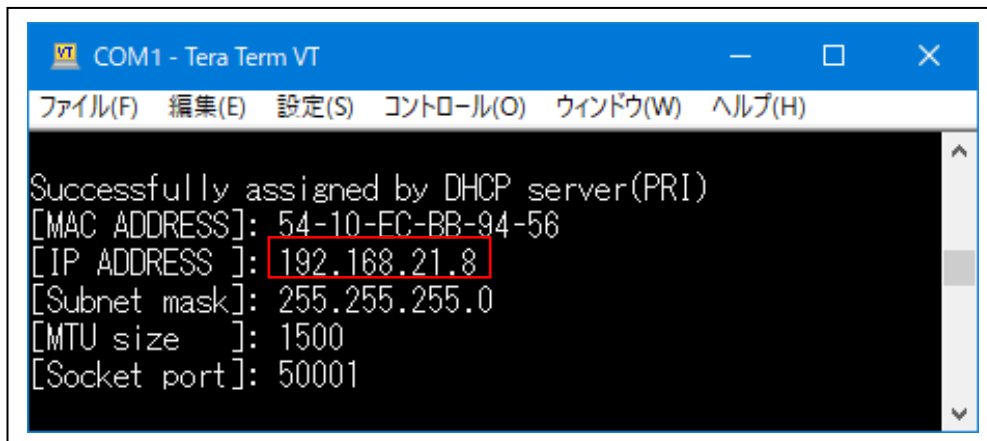 COM1 - Tera Term VT
ファイル(F) 編集(E) 設定(S) コントロール(O) ウィンドウ(W) ヘルプ(H)
Successfully assigned by DHCP server(PRI)
[MAC ADDRESS]: 54-10-EC-BB-94-56
[IP ADDRESS ]: 192.168.21.8
[Subnet mask]: 255.255.255.0
[MTU size   ]: 1500
[Socket port]: 50001